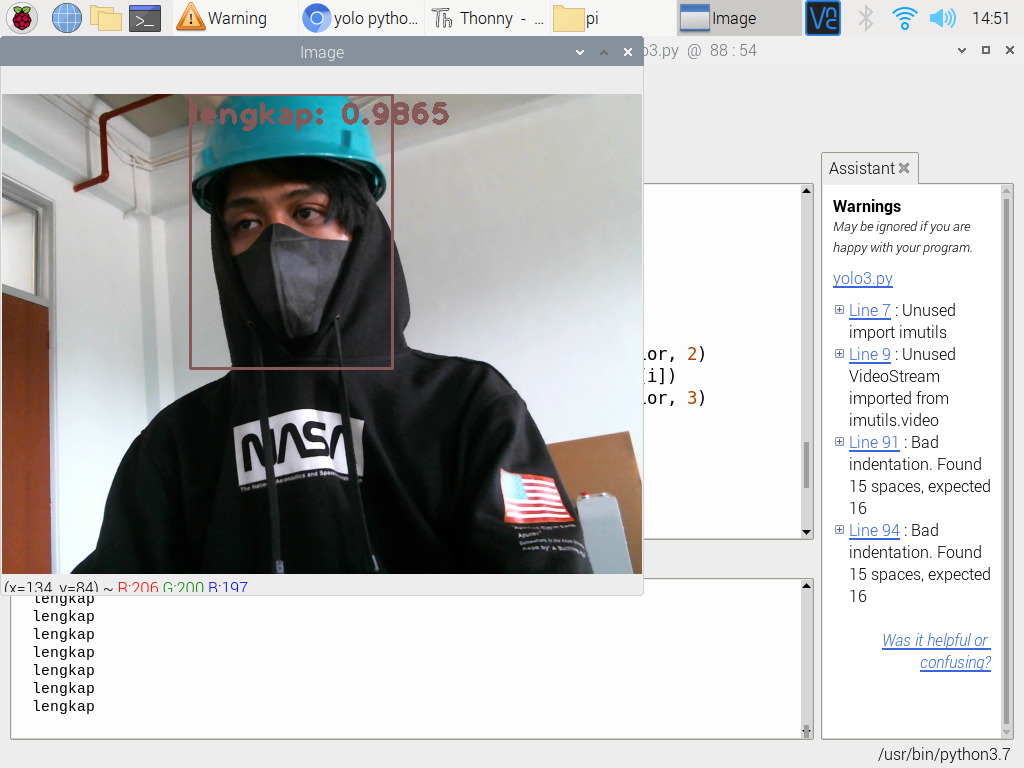 Warning
yolo pytho...
Thonny - ...
pi
Image
14:51
Image
o3.py @ 88 : 54
lengkap: 0.9865
NASA
Assistant
Warnings
May be ignored if you are
happy with your program.
yolo3.py
Line 7 : Unused
import imutils
Line 9 : Unused
VideoStream
imported from
imutils.video
Line 91 : Bad
indentation. Found
15 spaces, expected
16
Line 94 : Bad
indentation. Found
15 spaces, expected
16
Was it helpful or
confusing?
lor, 2)
[i])
lor, 3)
(x=134, y=84) ~ R:206 G:200 B:197
lengkap
lengkap
lengkap
lengkap
lengkap
lengkap
lengkap
/usr/bin/python3.7